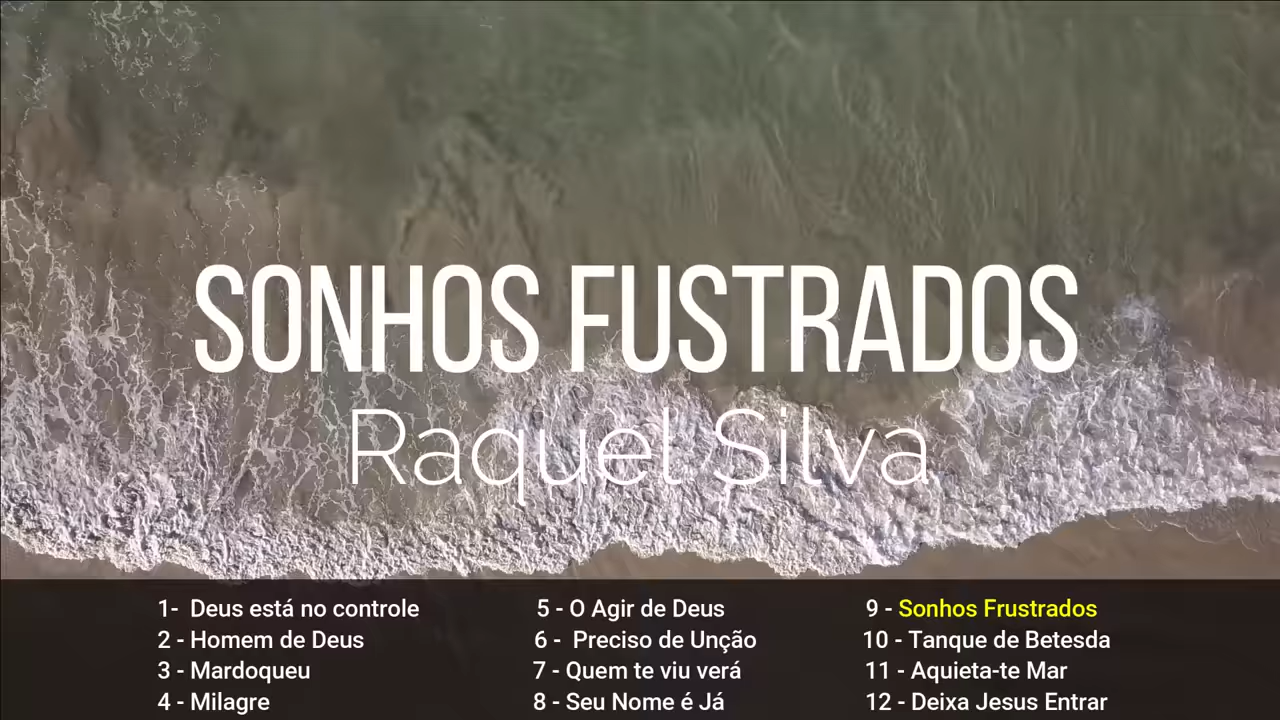 SONHOS FUSTRADOS
Raquel Silva
1- Deus está no controle
2 - Homem de Deus
3 - Mardoqueu
4 - Milagre
5 - O Agir de Deus
6 - Preciso de Unção
7 - Quem te viu verá
8 - Seu Nome é Já
9 - Sonhos Frustrados
10 - Tanque de Betesda
11 - Aquieta-te Mar
12 - Deixa Jesus Entrar